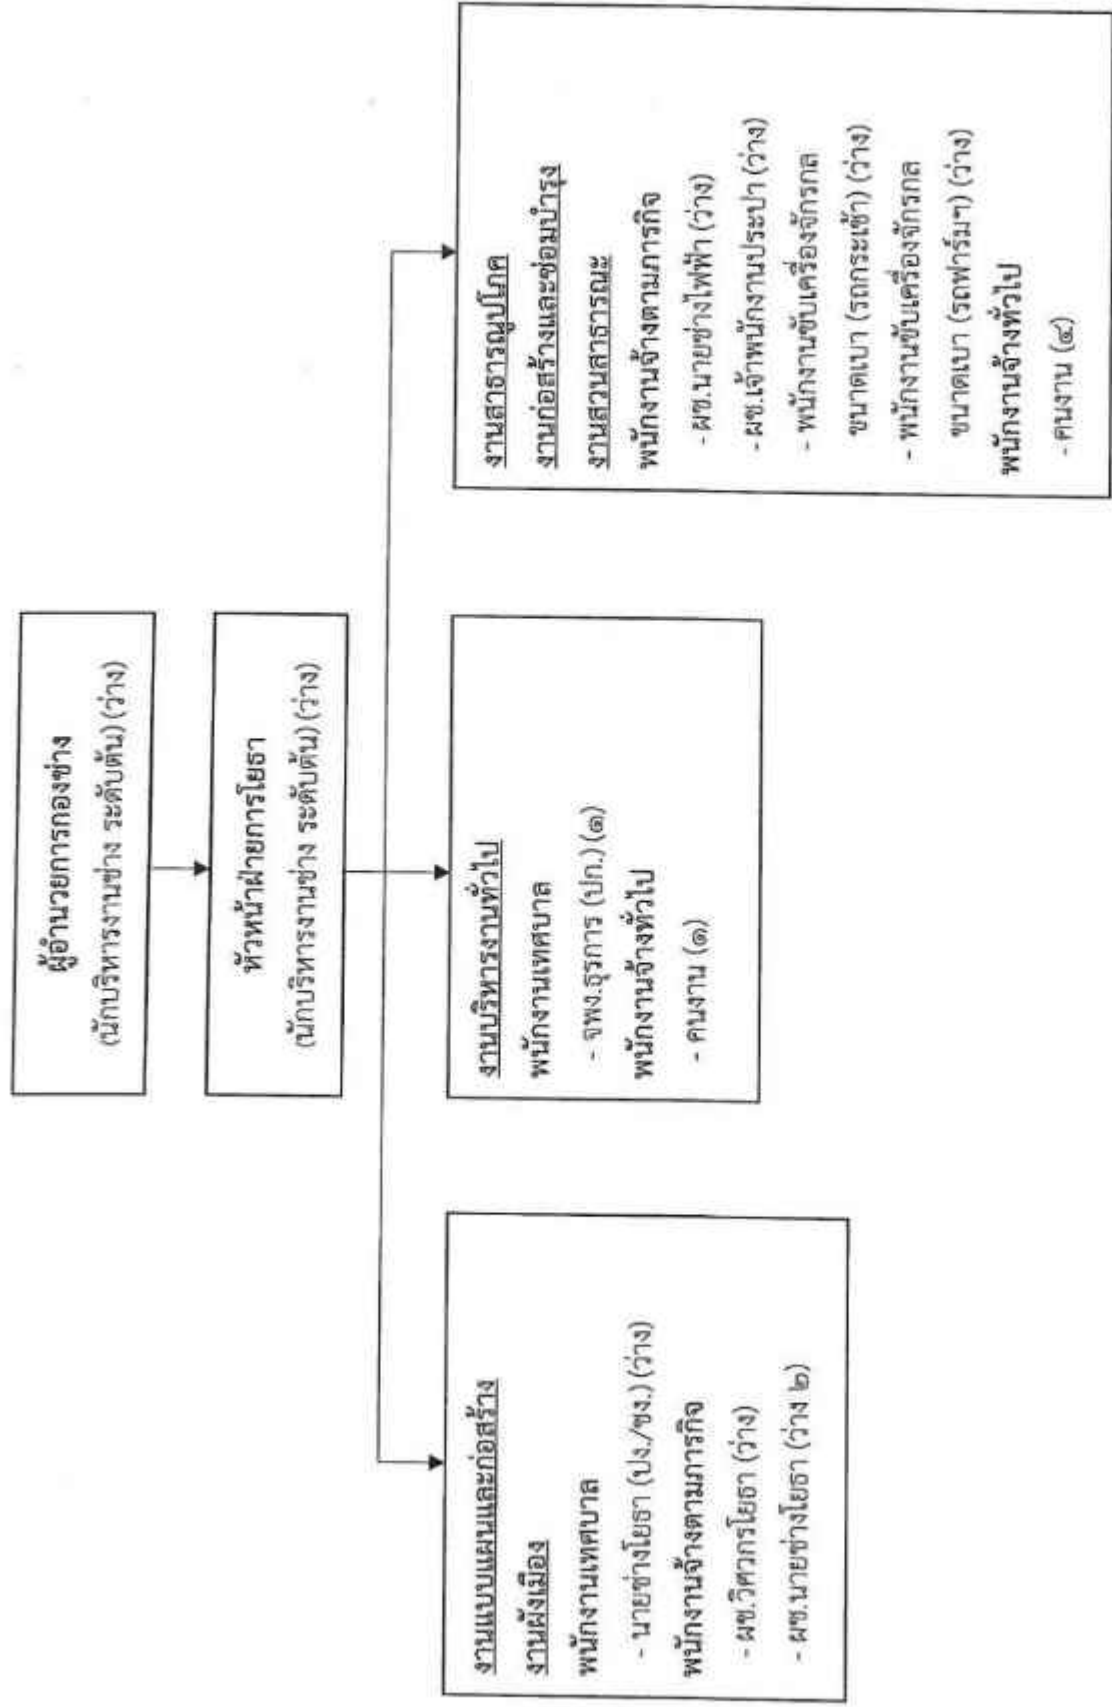 ผู้อำนวยการกองช่าง
(นักบริหารงานช่าง ระดับต้น) (ว่าง)
หัวหน้าฝ่ายการโยธา
(นักบริหารงานช่าง ระดับต้น) (ว่าง)
งานแบบแผนและก่อสร้าง
งานผังเมือง
พนักงานเทศบาล
- นายช่างโยธา (ปง./ชง.) (ว่าง)
พนักงานจ้างตามภารกิจ
- ผช.วิศวกรโยธา (ว่าง)
- ผช.นายช่างโยธา (ว่าง ๒)
งานบริหารงานทั่วไป
พนักงานเทศบาล
- จพง.ธุรการ (ปก.) (๑)
พนักงานจ้างทั่วไป
- คนงาน (๑)
งานสาธารณูปโภค
งานก่อสร้างและซ่อมบำรุง
งานสวนสาธารณะ
พนักงานจ้างตามภารกิจ
- ผช.นายช่างไฟฟ้า (ว่าง)
- ผช.เจ้าพนักงานประปา (ว่าง)
- พนักงานขับเครื่องจักรกล
ขนาดเบา (รถกระเช้า) (ว่าง)
- พนักงานขับเครื่องจักรกล
ขนาดเบา (รถฟาร์มฯ) (ว่าง)
พนักงานจ้างทั่วไป
- คนงาน (๔)